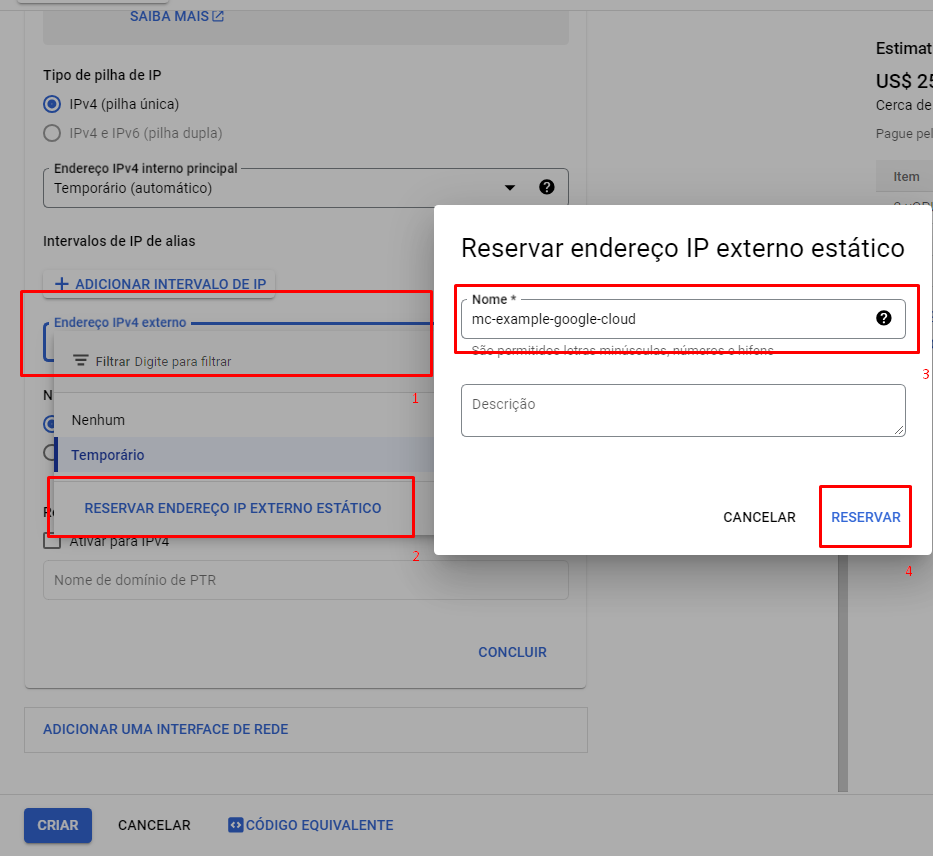 SAIBA MAIS
Tipo de pilha de IP
IPv4 (pilha única)
IPv4 e IPv6 (pilha dupla)
Endereço IPv4 interno principal
Temporário (automático)
Intervalos de IP de alias
ADICIONAR INTERVALO DE IP
Endereço IPv4 externo
Filtrar Digite para filtrar
1
Nenhum
Temporário
RESERVAR ENDEREÇO IP EXTERNO ESTÁTICO
2
Ativar para IPv4
Nome de domínio de PTR
CONCLUIR
ADICIONAR UMA INTERFACE DE REDE
CRIAR
CANCELAR
CÓDIGO EQUIVALENTE
Reservar endereço IP externo estático
Nome *
mc-example-google-cloud
São permitidos letras minúsculas, números e hifens
3
Descrição
CANCELAR
RESERVAR
4
Estimat
US$ 25
Cerca de
Pague pel
Item